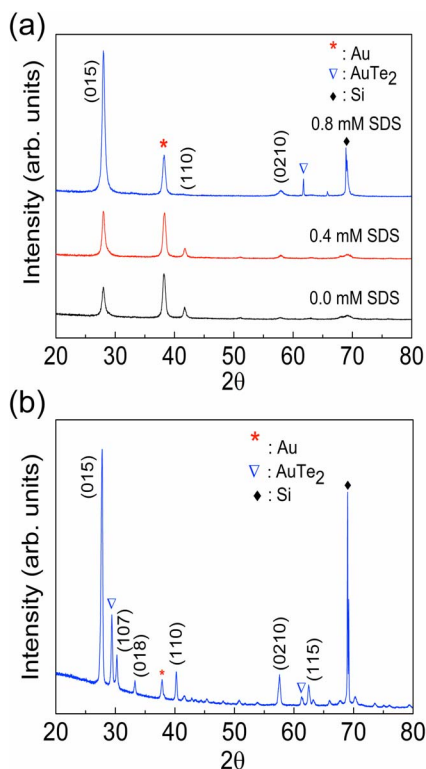 (a)
Intensity (arb. units)
(015)
*
(110)
(0210)
* : Au
▽ : AuTe2
♦ : Si
0.8 mM SDS
▽
♦
0.4 mM SDS
0.0 mM SDS
20 30 40 50 60 70 80
2θ
(b)
Intensity (arb. units)
(015)
▽
(107)
(018)
*
(110)
* : Au
▽ : AuTe2
♦ : Si
(0210)
▽
(115)
♦
20 30 40 50 60 70 80
2θ